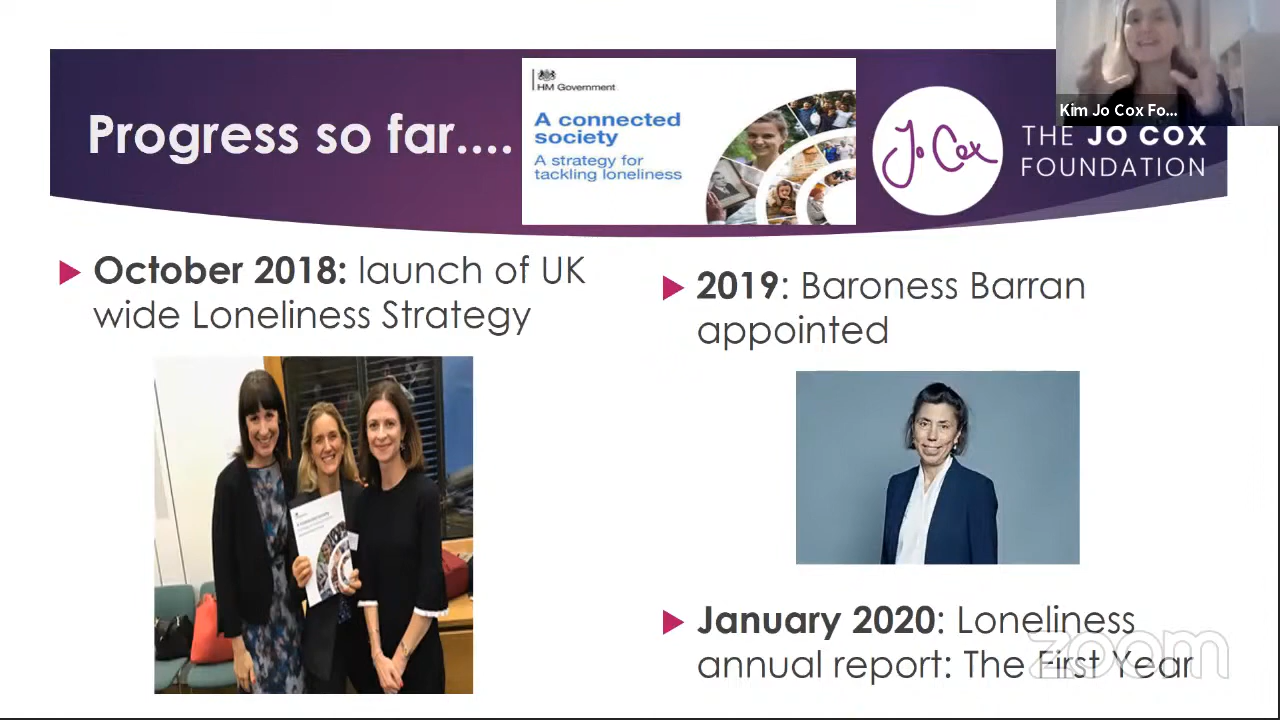 Kim Jo Cox Fo...
Progress so far....
HM Government
A connected
society
A strategy for
tackling loneliness
Jo Cox
THE JO COX
FOUNDATION
October 2018: launch of UK
wide Loneliness Strategy
2019: Baroness Barran
appointed
A connected society
January 2020: Loneliness
annual report: The First Year
zoom